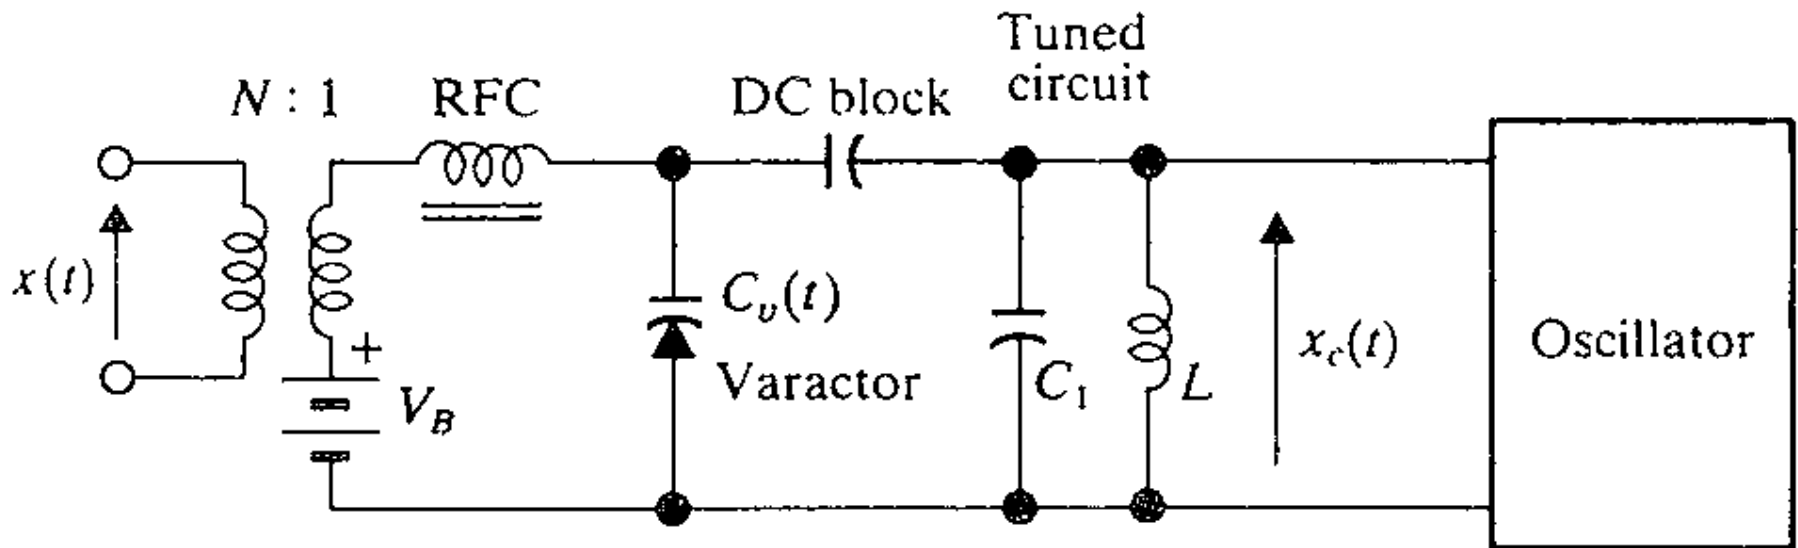 Tuned
circuit
N : 1
RFC
DC block
x(t)
+
V_B
C_v(t)
Varactor
C_1
L
x_c(t)
Oscillator